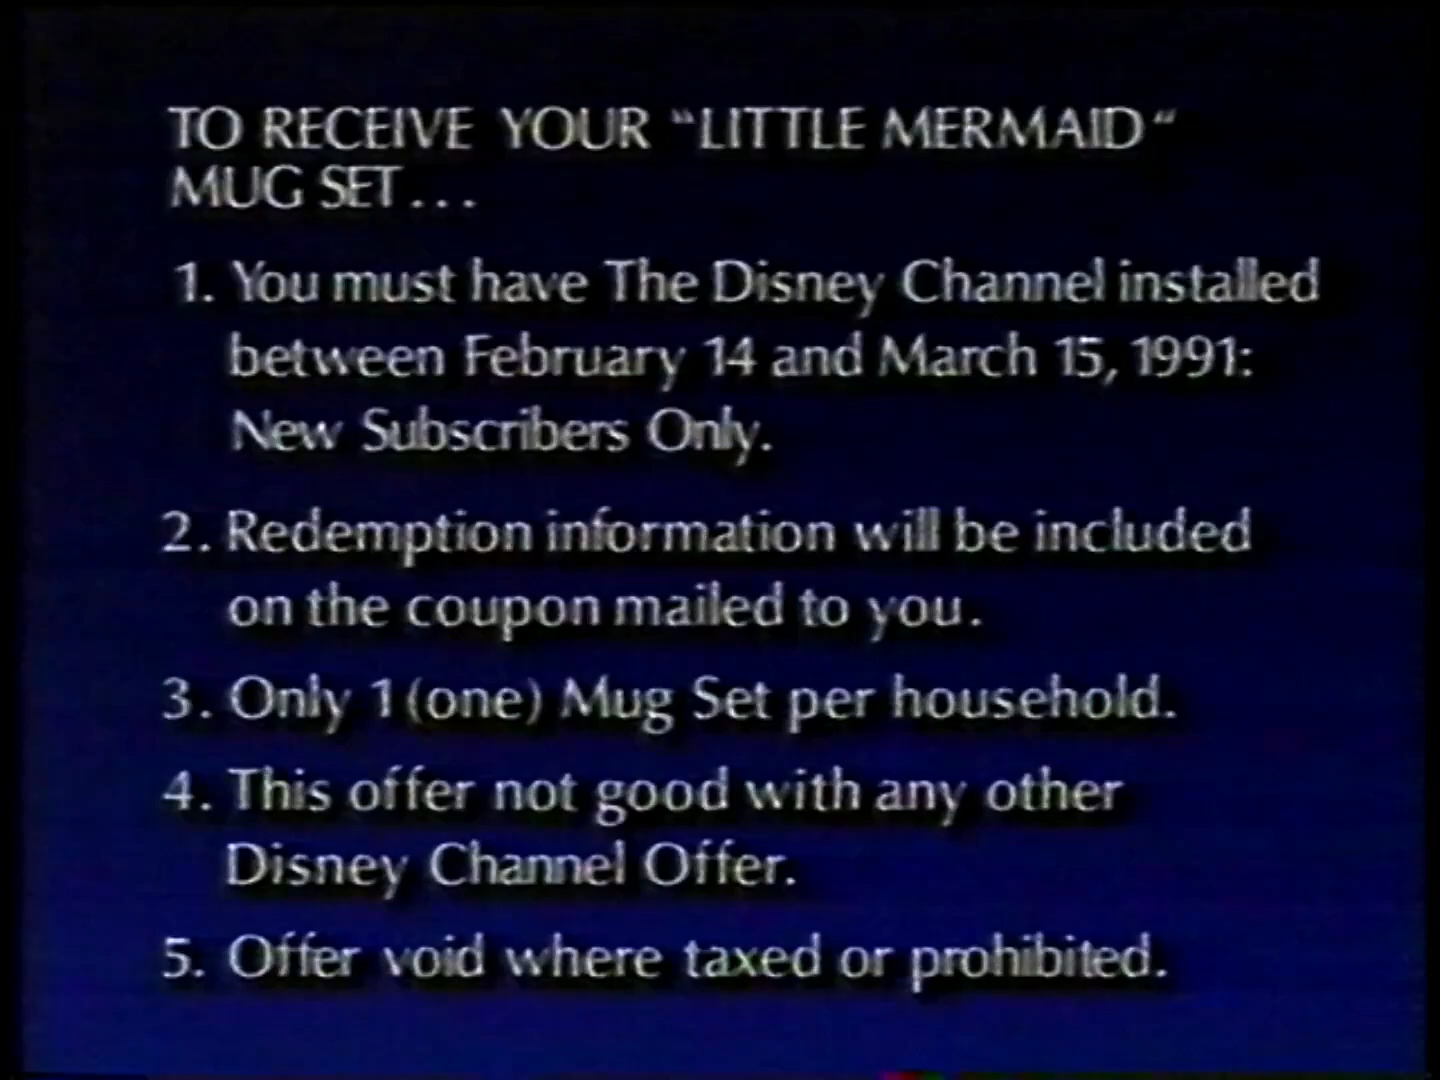 TO RECEIVE YOUR "LITTLE MERMAID"
MUG SET...
1. You must have The Disney Channel installed
between February 14 and March 15, 1991:
New Subscribers Only.
2. Redemption information will be included
on the coupon mailed to you.
3. Only 1 (one) Mug Set per household.
4. This offer not good with any other
Disney Channel Offer.
5. Offer void where taxed or prohibited.